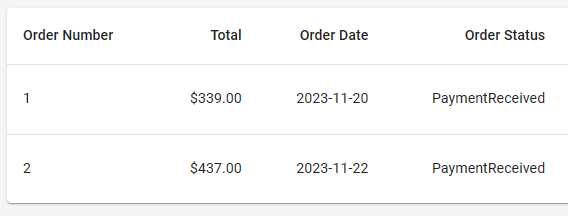 Order Number Total Order Date Order Status
1 $339.00 2023-11-20 PaymentReceived
2 $437.00 2023-11-22 PaymentReceived